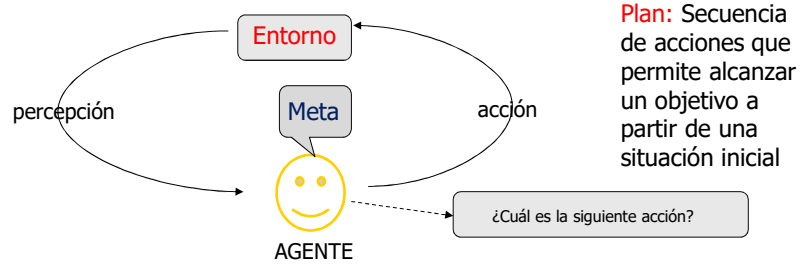 Entorno
percepción
Meta
acción
AGENTE
¿Cuál es la siguiente acción?
Plan: Secuencia
de acciones que
permite alcanzar
un objetivo a
partir de una
situación inicial